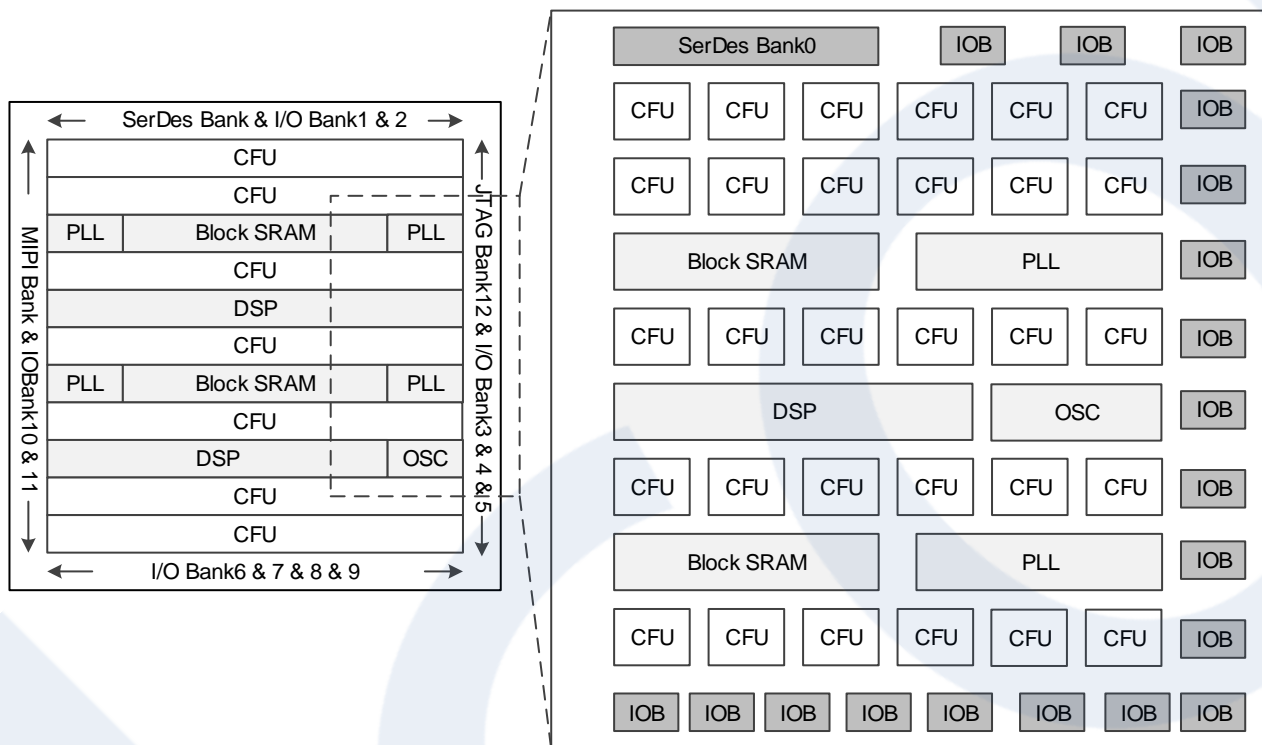 SerDes Bank & I/O Bank1 & 2
CFU
CFU
PLL Block SRAM PLL
CFU
DSP
CFU
PLL Block SRAM PLL
CFU
DSP OSC
CFU
CFU
I/O Bank6 & 7 & 8 & 9
MIPI Bank & IOBank10 & 11
JTAG Bank12 & I/O Bank3 & 4 & 5
SerDes Bank0 IOB IOB IOB
CFU CFU CFU CFU CFU CFU IOB
CFU CFU CFU CFU CFU CFU IOB
Block SRAM PLL IOB
CFU CFU CFU CFU CFU CFU IOB
DSP OSC IOB
CFU CFU CFU CFU CFU CFU IOB
Block SRAM PLL IOB
CFU CFU CFU CFU CFU CFU IOB
IOB IOB IOB IOB IOB IOB IOB IOB